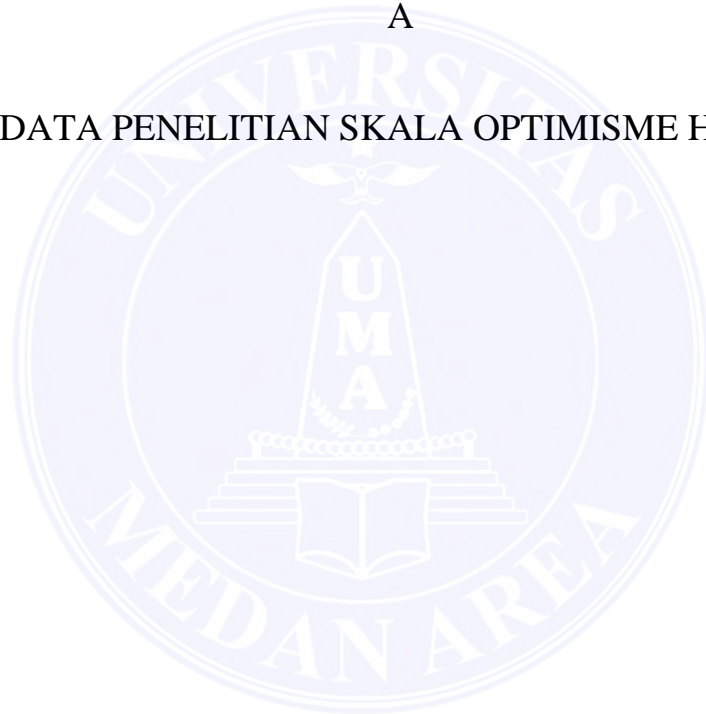 A
DATA PENELITIAN SKALA OPTIMISME H
UNIVERSITAS
U
M
A
MEDAN AREA